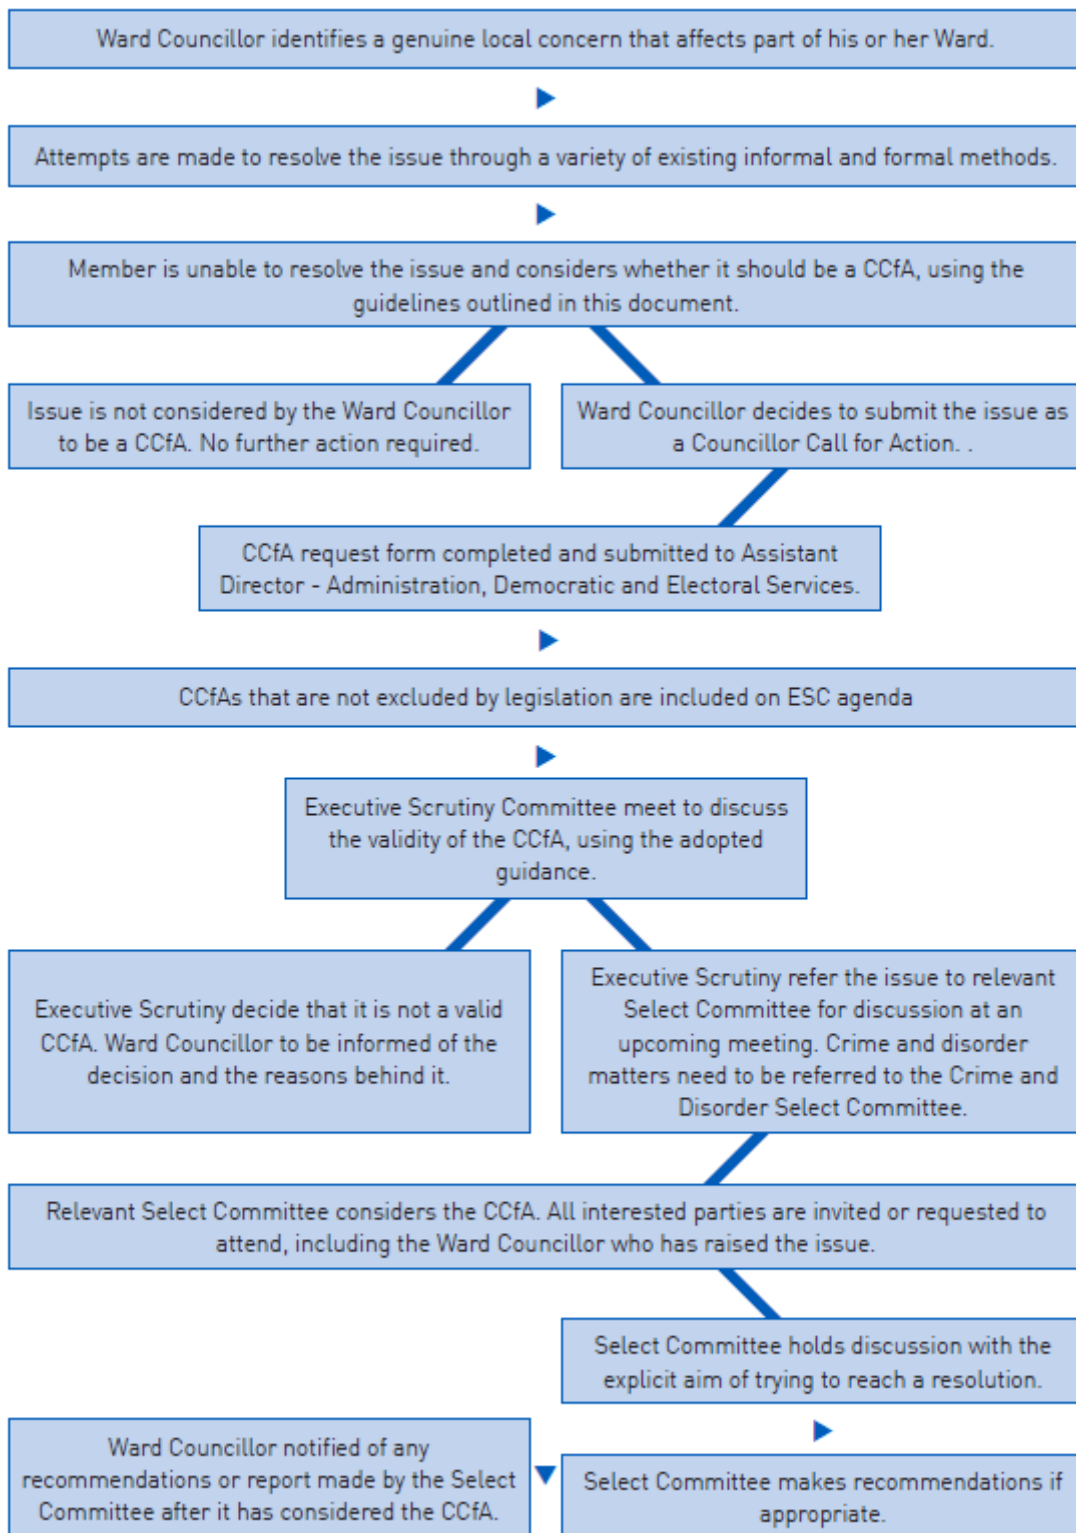 Ward Councillor identifies a genuine local concern that affects part of his or her Ward.
Attempts are made to resolve the issue through a variety of existing informal and formal methods.
Member is unable to resolve the issue and considers whether it should be a CCfA, using the
guidelines outlined in this document.
Issue is not considered by the Ward Councillor
to be a CCfA. No further action required.
Ward Councillor decides to submit the issue as
a Councillor Call for Action. .
CCfA request form completed and submitted to Assistant
Director - Administration, Democratic and Electoral Services.
CCfAs that are not excluded by legislation are included on ESC agenda
Executive Scrutiny Committee meet to discuss
the validity of the CCfA, using the adopted
guidance.
Executive Scrutiny decide that it is not a valid
CCfA. Ward Councillor to be informed of the
decision and the reasons behind it.
Executive Scrutiny refer the issue to relevant
Select Committee for discussion at an
upcoming meeting. Crime and disorder
matters need to be referred to the Crime and
Disorder Select Committee.
Relevant Select Committee considers the CCfA. All interested parties are invited or requested to
attend, including the Ward Councillor who has raised the issue.
Select Committee holds discussion with the
explicit aim of trying to reach a resolution.
Ward Councillor notified of any
recommendations or report made by the Select
Committee after it has considered the CCfA.
Select Committee makes recommendations if
appropriate.